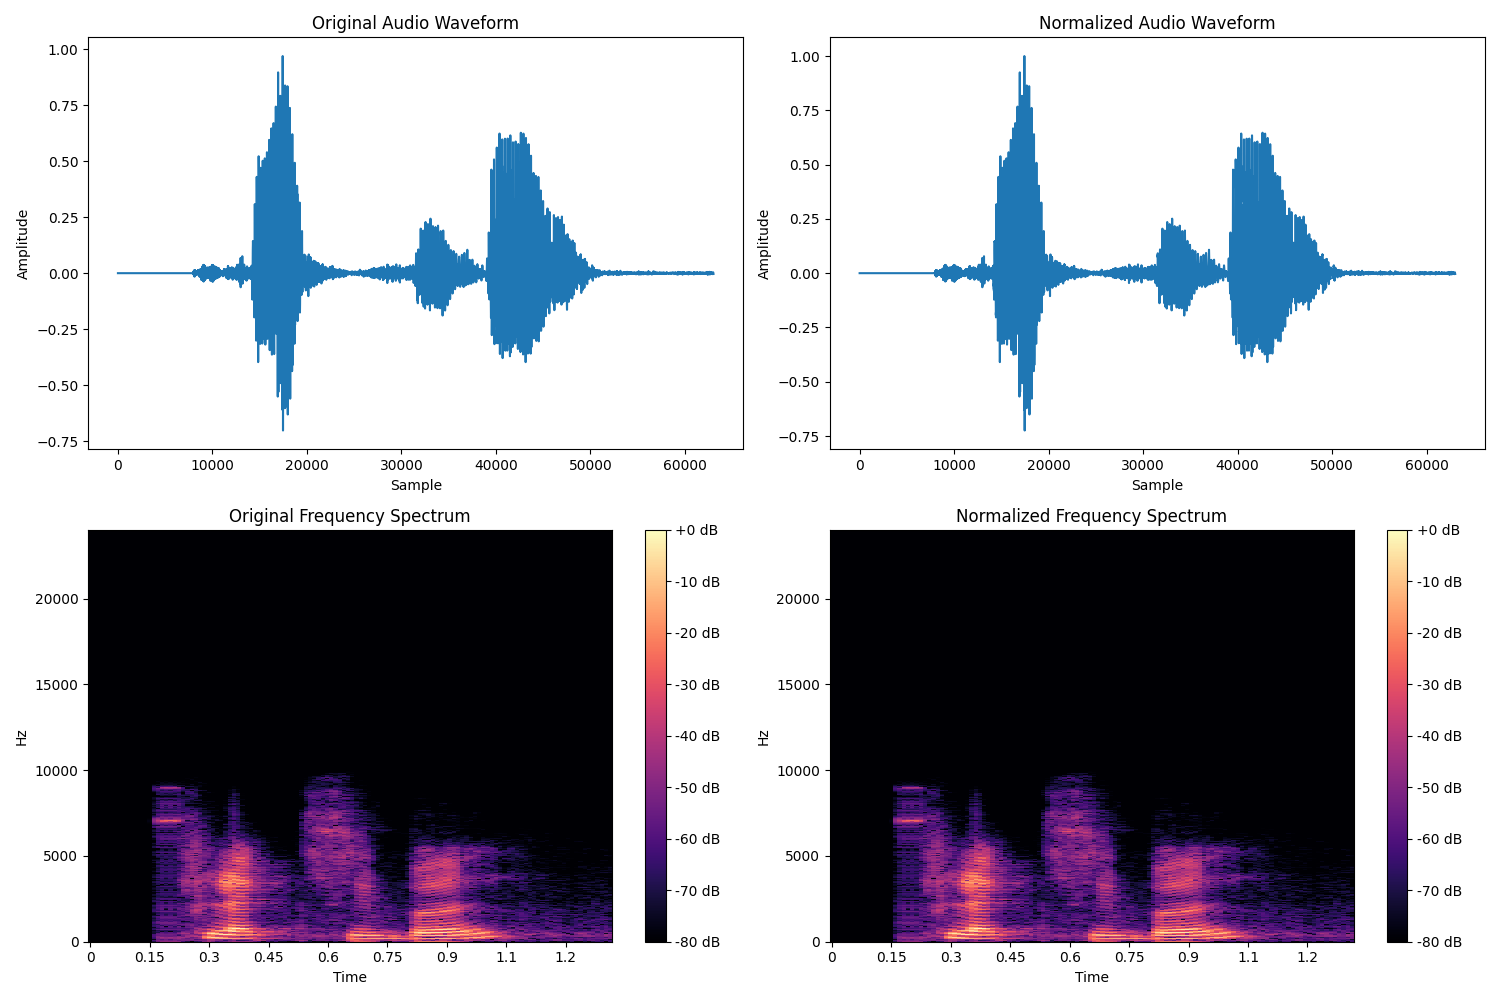 Original Audio Waveform
1.00
0.75
0.50
0.25
0.00
−0.25
−0.50
−0.75
Amplitude
0 10000 20000 30000 40000 50000 60000
Sample
Normalized Audio Waveform
1.00
0.75
0.50
0.25
0.00
−0.25
−0.50
−0.75
Amplitude
0 10000 20000 30000 40000 50000 60000
Sample
Original Frequency Spectrum
20000
15000
10000
5000
0
Hz
0 0.15 0.3 0.45 0.6 0.75 0.9 1.1 1.2
Time
+0 dB
-10 dB
-20 dB
-30 dB
-40 dB
-50 dB
-60 dB
-70 dB
-80 dB
Normalized Frequency Spectrum
20000
15000
10000
5000
0
Hz
0 0.15 0.3 0.45 0.6 0.75 0.9 1.1 1.2
Time
+0 dB
-10 dB
-20 dB
-30 dB
-40 dB
-50 dB
-60 dB
-70 dB
-80 dB